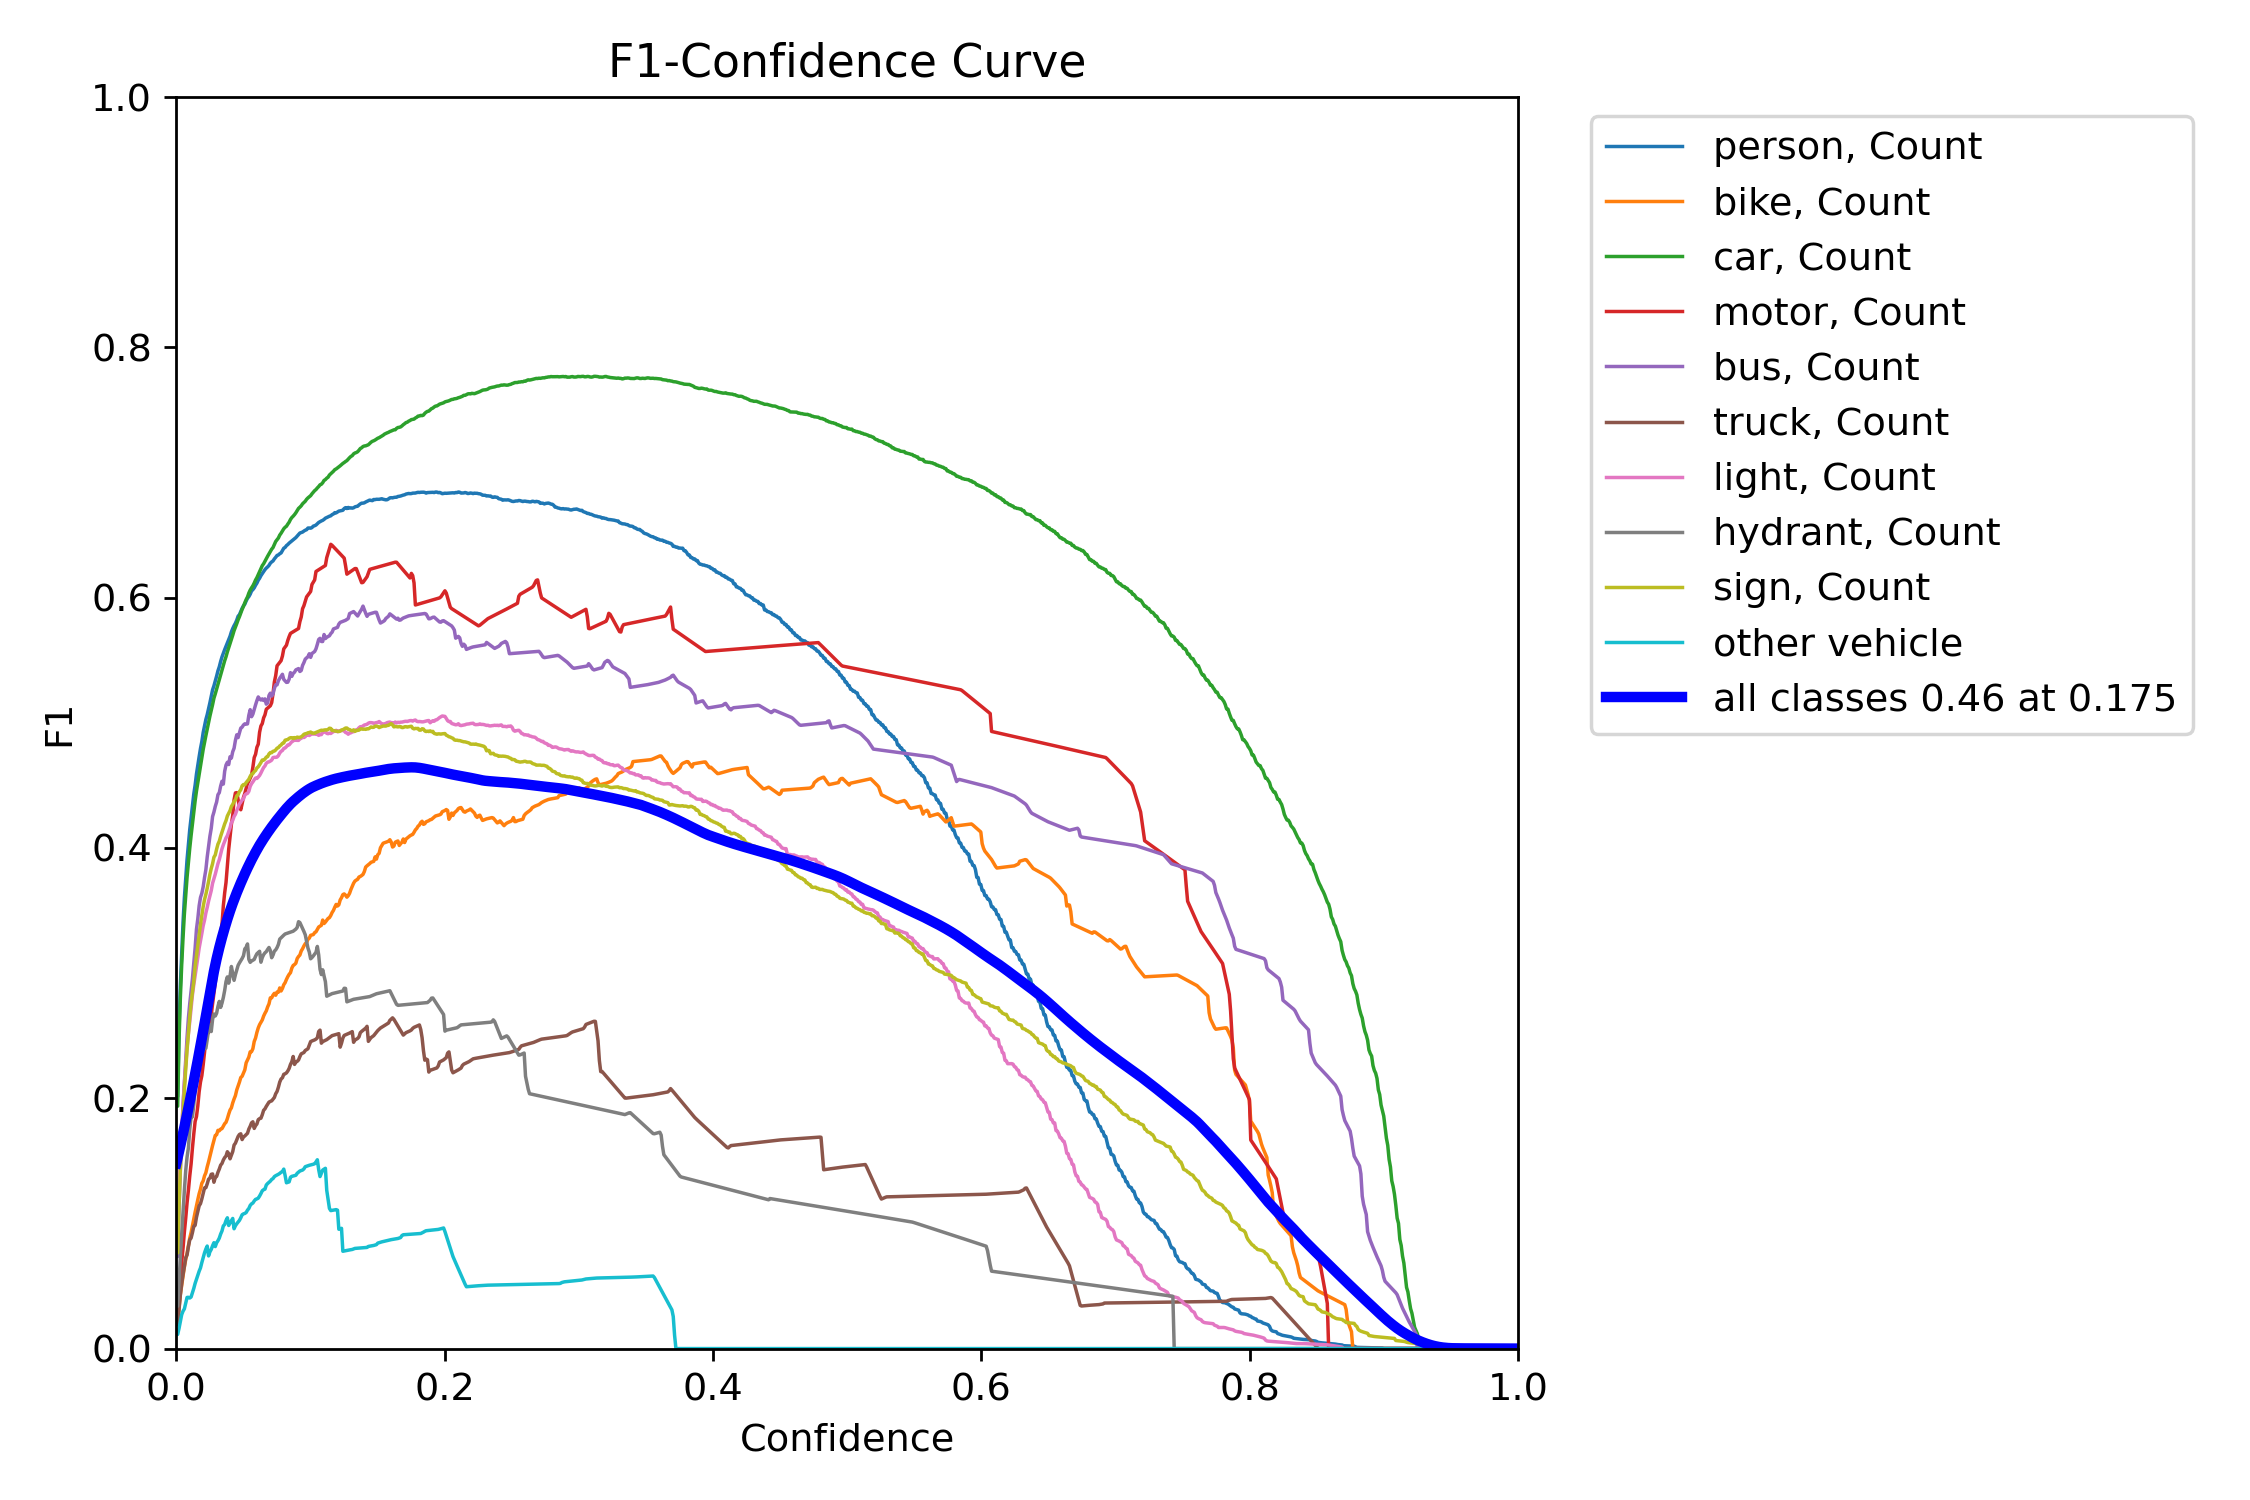 F1-Confidence Curve
1.0
0.8
0.6
0.4
0.2
0.0
F1
0.0 0.2 0.4 0.6 0.8 1.0
Confidence
person, Count
bike, Count
car, Count
motor, Count
bus, Count
truck, Count
light, Count
hydrant, Count
sign, Count
other vehicle
all classes 0.46 at 0.175